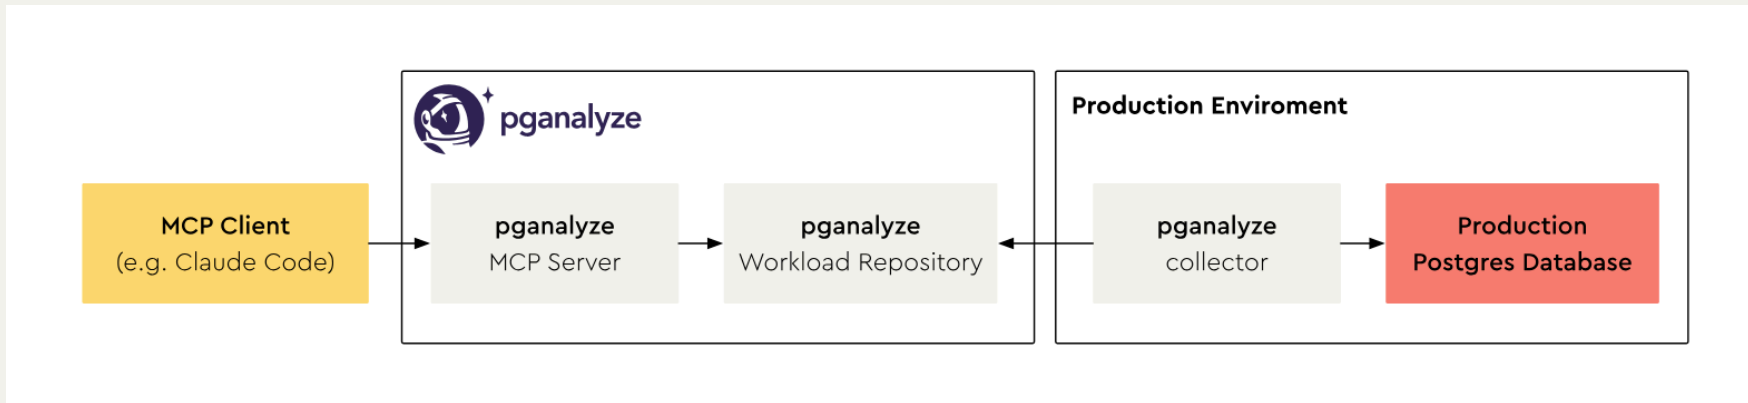 pganalyze
Production Enviroment
MCP Client
(e.g. Claude Code)
pganalyze
MCP Server
pganalyze
Workload Repository
pganalyze
collector
Production
Postgres Database